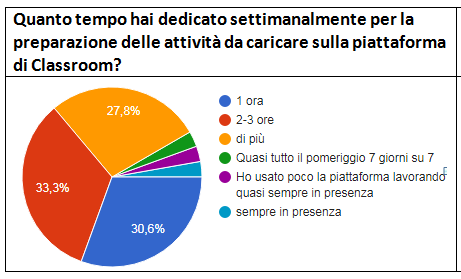 Quanto tempo hai dedicato settimanalmente per la
preparazione delle attività da caricare sulla piattaforma
di Classroom?
27,8%
33,3%
30,6%
1 ora
2-3 ore
di più
Quasi tutto il pomeriggio 7 giorni su 7
Ho usato poco la piattaforma lavorando
quasi sempre in presenza
sempre in presenza